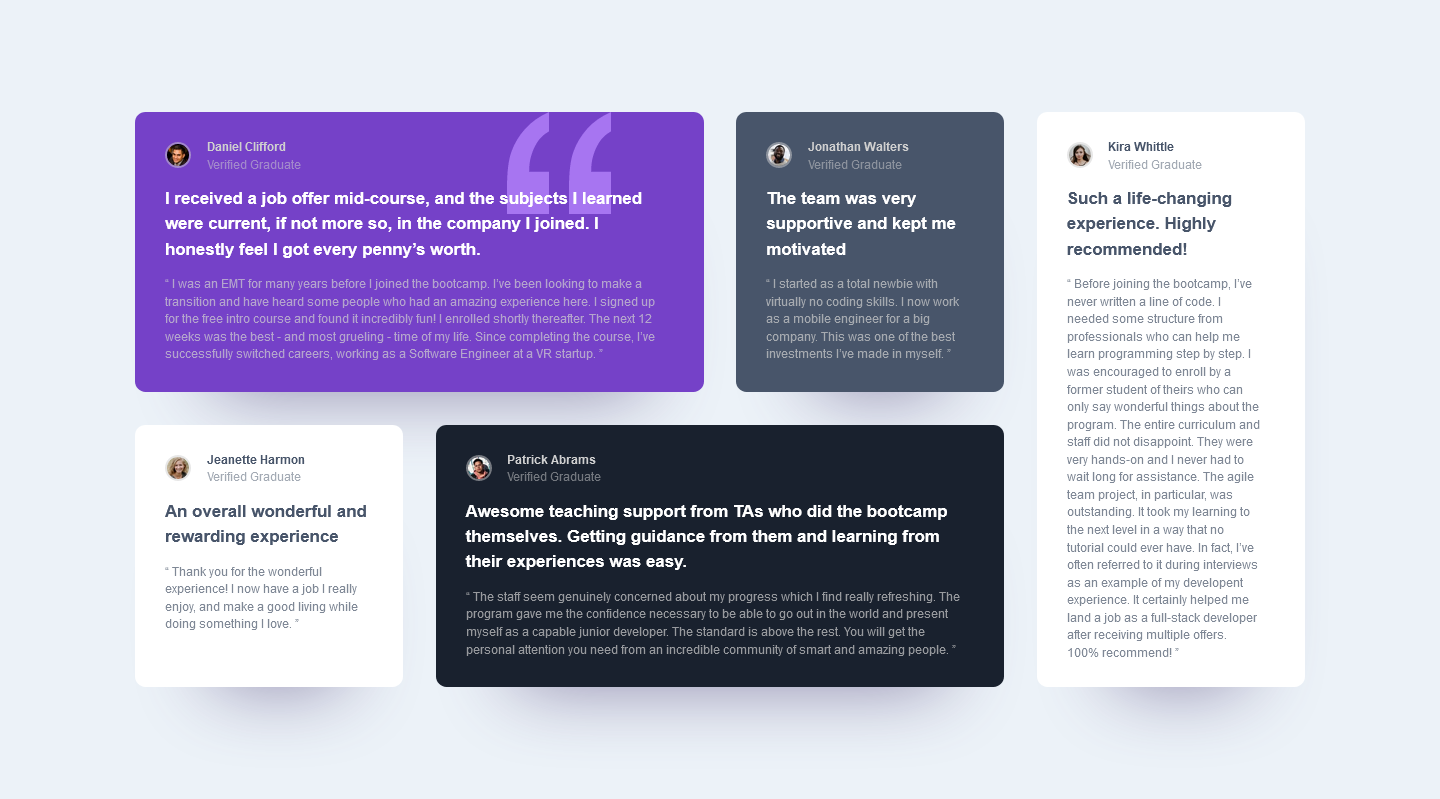 Daniel Clifford
Verified Graduate
I received a job offer mid-course, and the subjects I learned
were current, if not more so, in the company I joined. I
honestly feel I got every penny’s worth.
“ I was an EMT for many years before I joined the bootcamp. I’ve been looking to make a
transition and have heard some people who had an amazing experience here. I signed up
for the free intro course and found it incredibly fun! I enrolled shortly thereafter. The next 12
weeks was the best - and most grueling - time of my life. Since completing the course, I’ve
successfully switched careers, working as a Software Engineer at a VR startup. ”
Jonathan Walters
Verified Graduate
The team was very
supportive and kept me
motivated
“ I started as a total newbie with
virtually no coding skills. I now work
as a mobile engineer for a big
company. This was one of the best
investments I’ve made in myself. ”
Kira Whittle
Verified Graduate
Such a life-changing
experience. Highly
recommended!
“ Before joining the bootcamp, I’ve
never written a line of code. I
needed some structure from
professionals who can help me
learn programming step by step. I
was encouraged to enroll by a
former student of theirs who can
only say wonderful things about the
program. The entire curriculum and
staff did not disappoint. They were
very hands-on and I never had to
wait long for assistance. The agile
team project, in particular, was
outstanding. It took my learning to
the next level in a way that no
tutorial could ever have. In fact, I’ve
often referred to it during interviews
as an example of my developent
experience. It certainly helped me
land a job as a full-stack developer
after receiving multiple offers.
100% recommend! ”
Jeanette Harmon
Verified Graduate
An overall wonderful and
rewarding experience
“ Thank you for the wonderful
experience! I now have a job I really
enjoy, and make a good living while
doing something I love. ”
Patrick Abrams
Verified Graduate
Awesome teaching support from TAs who did the bootcamp
themselves. Getting guidance from them and learning from
their experiences was easy.
“ The staff seem genuinely concerned about my progress which I find really refreshing. The
program gave me the confidence necessary to be able to go out in the world and present
myself as a capable junior developer. The standard is above the rest. You will get the
personal attention you need from an incredible community of smart and amazing people. ”